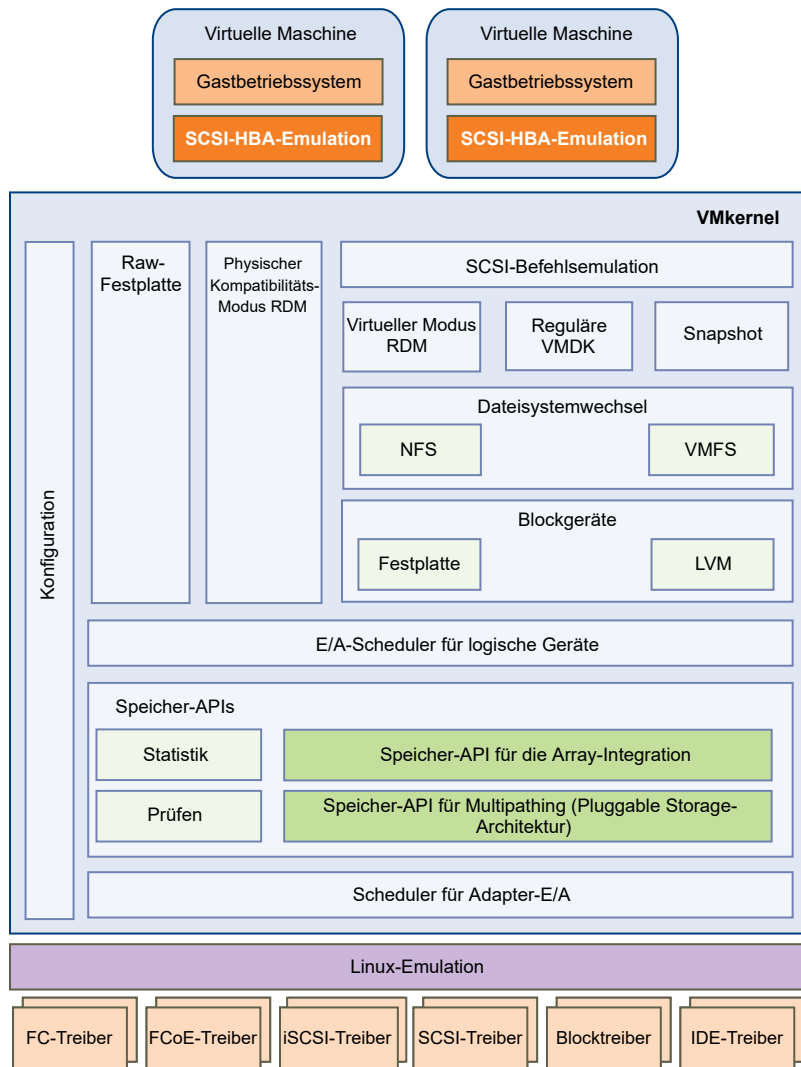 Virtuelle Maschine
Gastbetriebssystem
SCSI-HBA-Emulation
Virtuelle Maschine
Gastbetriebssystem
SCSI-HBA-Emulation
VMkernel
Konfiguration
Raw-
Festplatte
Physischer
Kompatibilitäts-
Modus RDM
SCSI-Befehlsemulation
Virtueller Modus
RDM
Reguläre
VMDK
Snapshot
Dateisystemwechsel
NFS
VMFS
Blockgeräte
Festplatte
LVM
E/A-Scheduler für logische Geräte
Speicher-APIs
Statistik
Speicher-API für die Array-Integration
Prüfen
Speicher-API für Multipathing (Pluggable Storage-
Architektur)
Scheduler für Adapter-E/A
Linux-Emulation
FC-Treiber
FCoE-Treiber
iSCSI-Treiber
SCSI-Treiber
Blocktreiber
IDE-Treiber